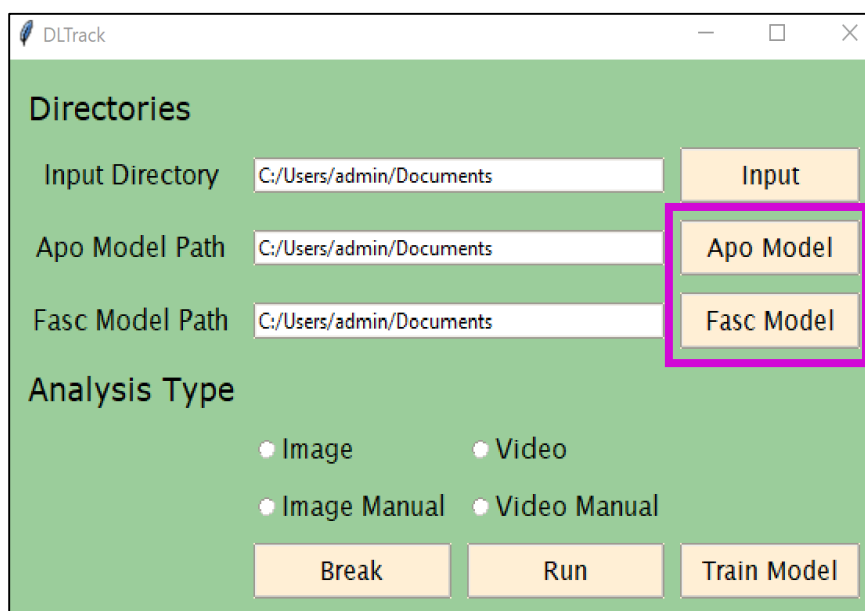 DLTrack
Directories
Input Directory C:/Users/admin/Documents Input
Apo Model Path C:/Users/admin/Documents Apo Model
Fasc Model Path C:/Users/admin/Documents Fasc Model
Analysis Type
Image Video
Image Manual Video Manual
Break Run Train Model